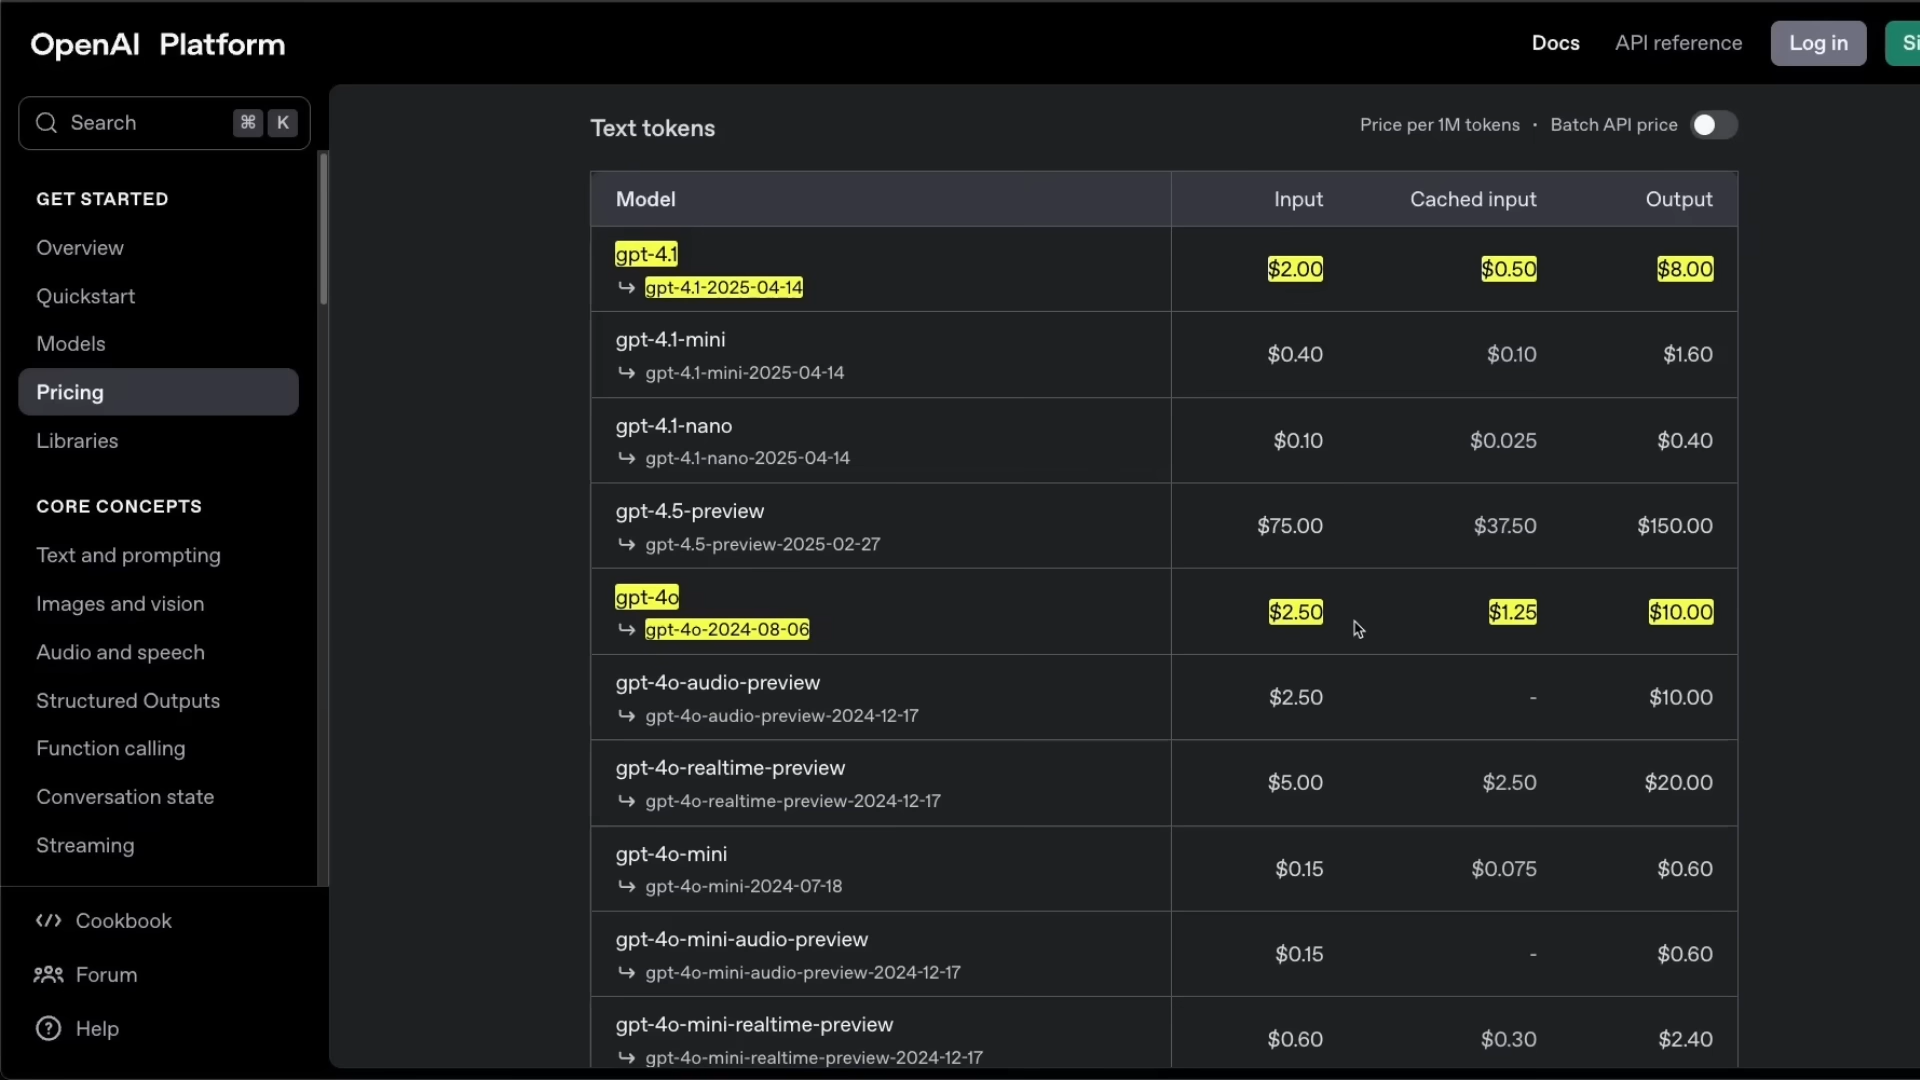 OpenAI Platform
Docs API reference Log in
Search ⌘ K
GET STARTED
Overview
Quickstart
Models
Pricing
Libraries
CORE CONCEPTS
Text and prompting
Images and vision
Audio and speech
Structured Outputs
Function calling
Conversation state
Streaming
Cookbook
Forum
Help
Text tokens Price per 1M tokens · Batch API price
Model Input Cached input Output
gpt-4.1
↳ gpt-4.1-2025-04-14 $2.00 $0.50 $8.00
gpt-4.1-mini
↳ gpt-4.1-mini-2025-04-14 $0.40 $0.10 $1.60
gpt-4.1-nano
↳ gpt-4.1-nano-2025-04-14 $0.10 $0.025 $0.40
gpt-4.5-preview
↳ gpt-4.5-preview-2025-02-27 $75.00 $37.50 $150.00
gpt-4o
↳ gpt-4o-2024-08-06 $2.50 $1.25 $10.00
gpt-4o-audio-preview
↳ gpt-4o-audio-preview-2024-12-17 $2.50 - $10.00
gpt-4o-realtime-preview
↳ gpt-4o-realtime-preview-2024-12-17 $5.00 $2.50 $20.00
gpt-4o-mini
↳ gpt-4o-mini-2024-07-18 $0.15 $0.075 $0.60
gpt-4o-mini-audio-preview
↳ gpt-4o-mini-audio-preview-2024-12-17 $0.15 - $0.60
gpt-4o-mini-realtime-preview
↳ gpt-4o-mini-realtime-preview-2024-12-17 $0.60 $0.30 $2.40